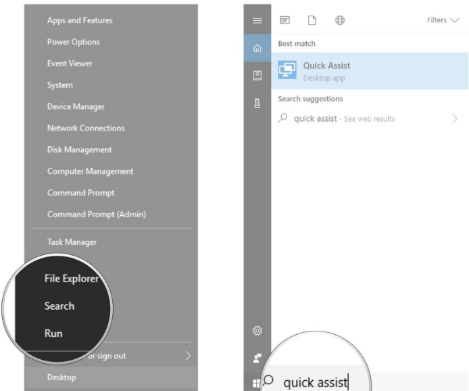 Apps and Features
Power Options
Event Viewer
System
Device Manager
Network Connections
Disk Management
Computer Management
Command Prompt
Command Prompt (Admin)
Task Manager
File Explorer
Search
Run
or sign out
Desktop
Filters
Best match
Quick Assist
Desktop app
Search suggestions
quick assist - See web results
quick assist